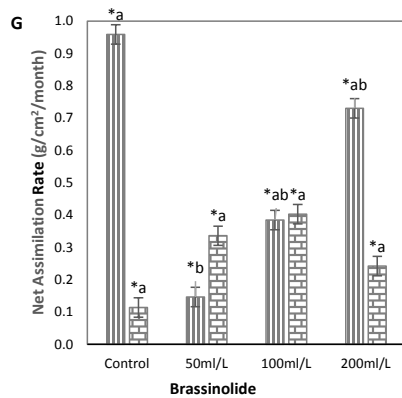 G
Net Assimilation Rate (g/cm²/month)
1.0
0.9
0.8
0.7
0.6
0.5
0.4
0.3
0.2
0.1
0.0
*a
*a
*b
*a
*ab
*a
*ab
*a
Control
50ml/L
100ml/L
200ml/L
Brassinolide